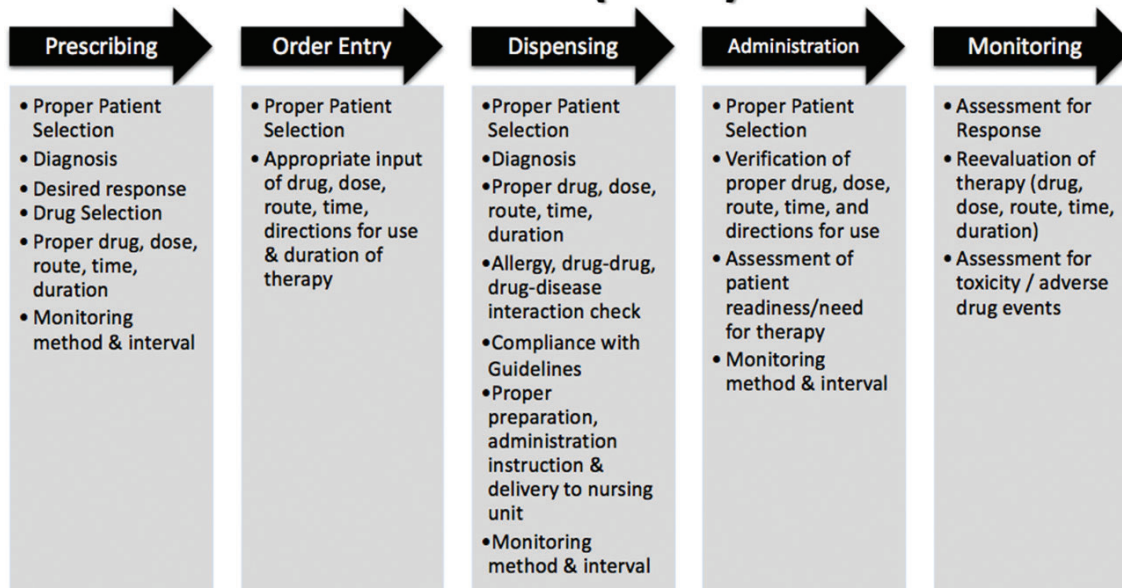 Prescribing
• Proper Patient
Selection
• Diagnosis
• Desired response
• Drug Selection
• Proper drug, dose,
route, time,
duration
• Monitoring
method & interval
Order Entry
• Proper Patient
Selection
• Appropriate input
of drug, dose,
route, time,
directions for use
& duration of
therapy
Dispensing
•Proper Patient
Selection
•Diagnosis
•Proper drug, dose,
route, time,
duration
•Allergy, drug-drug,
drug-disease
interaction check
•Compliance with
Guidelines
•Proper
preparation,
administration
instruction &
delivery to nursing
unit
•Monitoring
method & interval
Administration
• Proper Patient
Selection
• Verification of
proper drug, dose,
route, time, and
directions for use
• Assessment of
patient
readiness/need
for therapy
• Monitoring
method & interval
Monitoring
• Assessment for
Response
• Reevaluation of
therapy (drug,
dose, route, time,
duration)
• Assessment for
toxicity / adverse
drug events